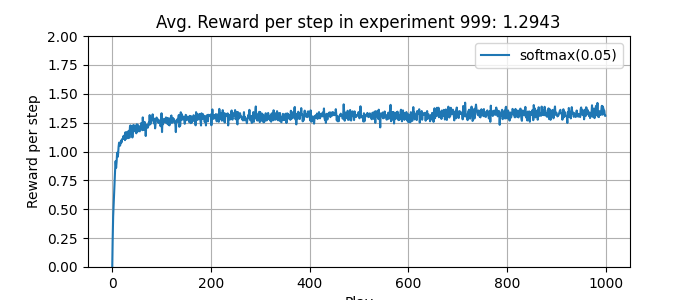 Avg. Reward per step in experiment 999: 1.2943
softmax(0.05)
Reward per step
2.00
1.75
1.50
1.25
1.00
0.75
0.50
0.25
0.00
0 200 400 600 800 1000
Play